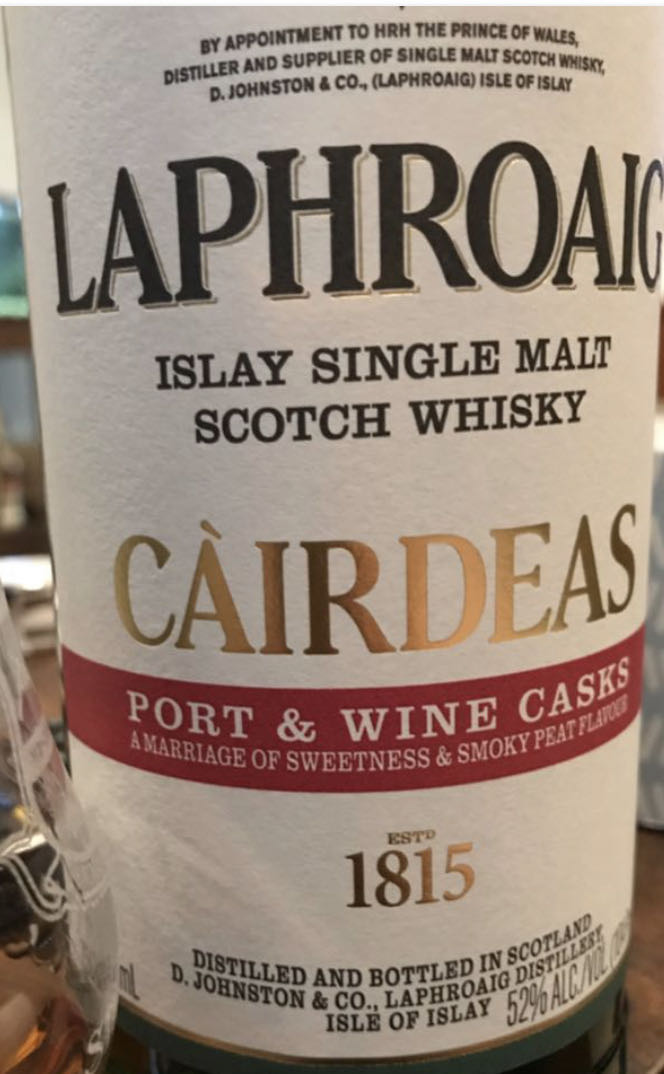 BY APPOINTMENT TO HRH THE PRINCE OF WALES,
DISTILLER AND SUPPLIER OF SINGLE MALT SCOTCH WHISKY,
D. JOHNSTON & CO., (LAPHROAIG) ISLE OF ISLAY
LAPHROAIG
ISLAY SINGLE MALT
SCOTCH WHISKY
CÀIRDEAS
PORT & WINE CASKS
A MARRIAGE OF SWEETNESS & SMOKY PEAT FLAVOUR
ESTD
1815
DISTILLED AND BOTTLED IN SCOTLAND
D. JOHNSTON & CO., LAPHROAIG DISTILLERY,
ISLE OF ISLAY
mL
52% ALC./VOL.